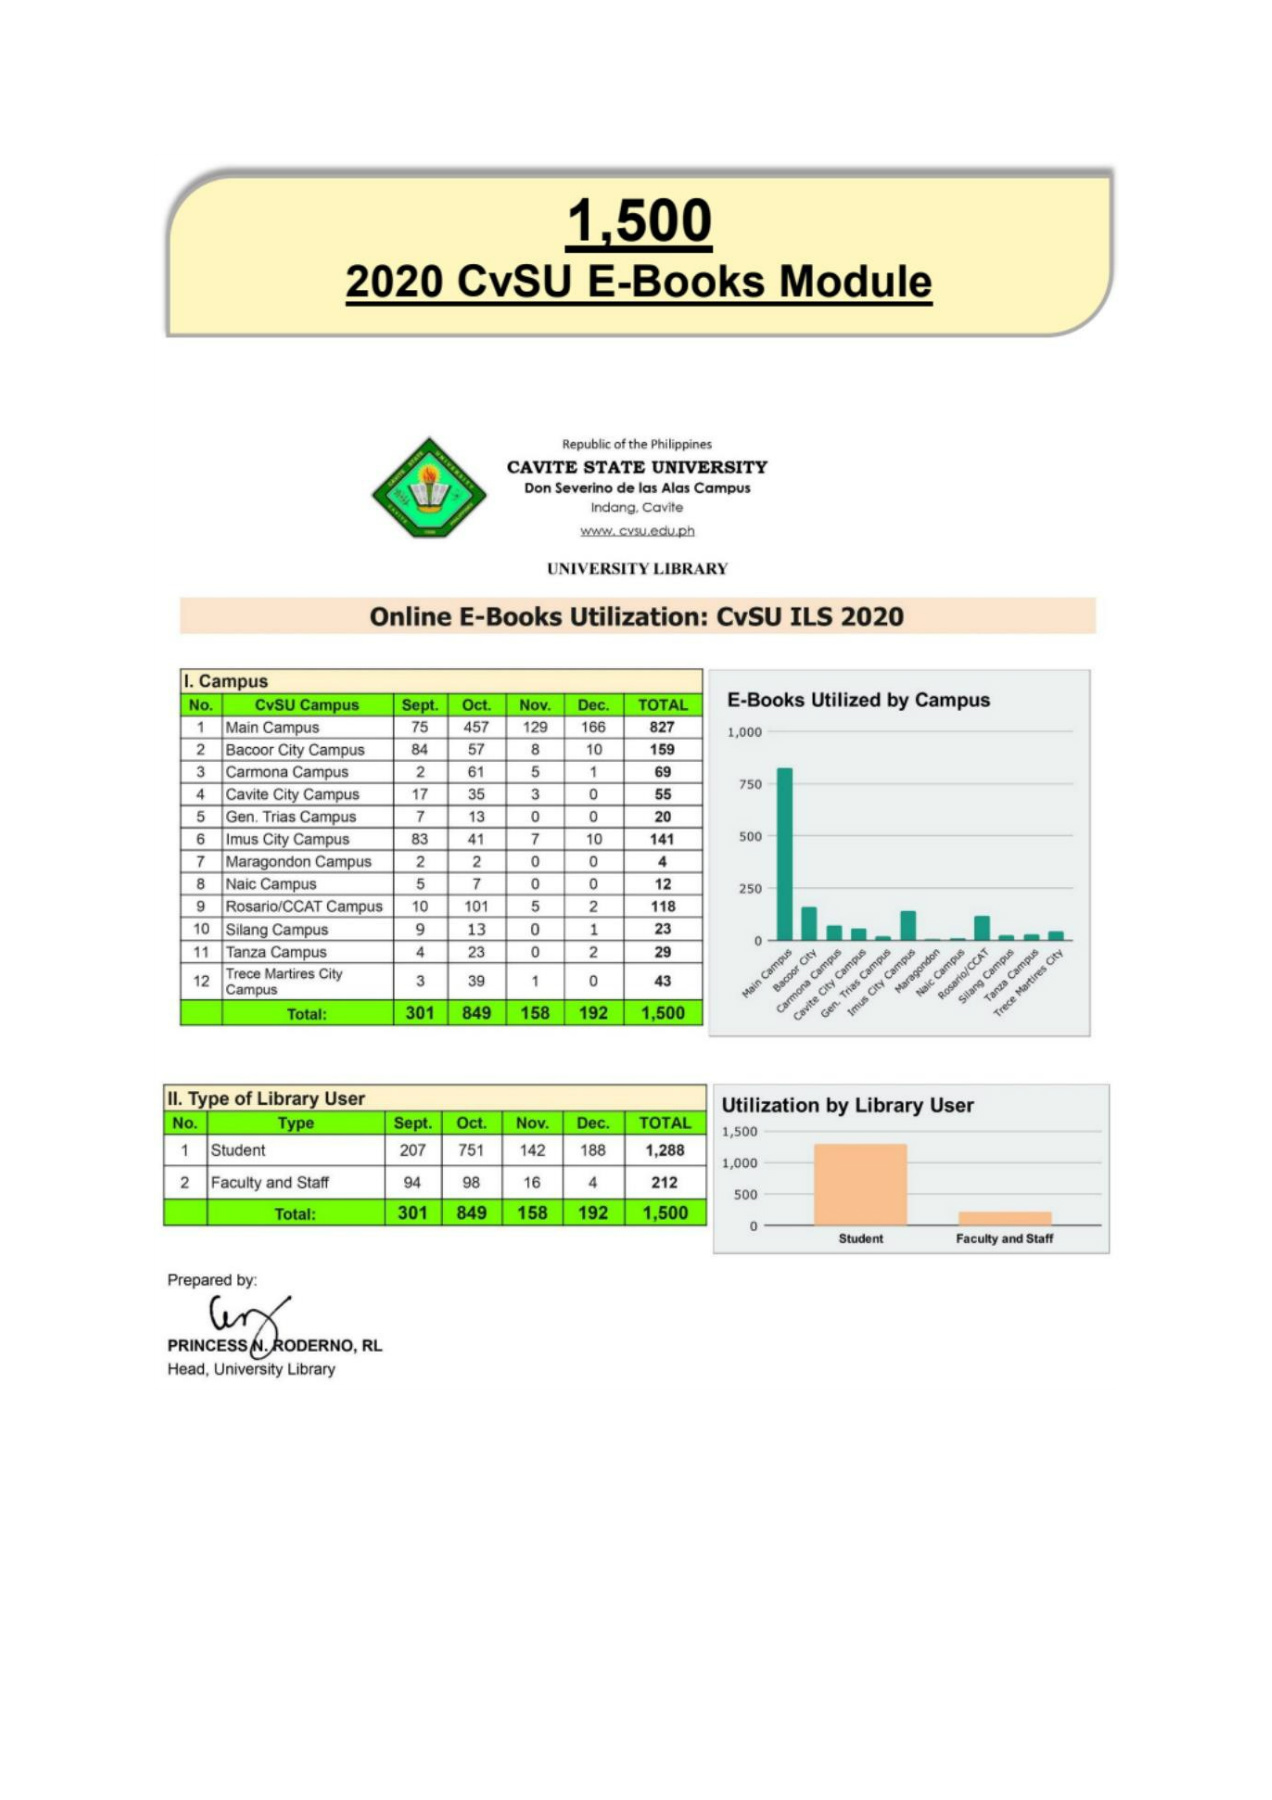 1,500
2020 CvSU E-Books Module
Republic of the Philippines
CAVITE STATE UNIVERSITY
Don Severino de las Alas Campus
Indang, Cavite
www. cvsu.edu.ph
UNIVERSITY LIBRARY
Online E-Books Utilization: CvSU ILS 2020
I. Campus
No. CvSU Campus Sept. Oct. Nov. Dec. TOTAL
1 Main Campus 75 457 129 166 827
2 Bacoor City Campus 84 57 8 10 159
3 Carmona Campus 2 61 5 1 69
4 Cavite City Campus 17 35 3 0 55
5 Gen. Trias Campus 7 13 0 0 20
6 Imus City Campus 83 41 7 10 141
7 Maragondon Campus 2 2 0 0 4
8 Naic Campus 5 7 0 0 12
9 Rosario/CCAT Campus 10 101 5 2 118
10 Silang Campus 9 13 0 1 23
11 Tanza Campus 4 23 0 2 29
12 Trece Martires City Campus 3 39 1 0 43
Total: 301 849 158 192 1,500
E-Books Utilized by Campus
1,000
750
500
250
0
Main Campus
Bacoor City
Carmona Campus
Cavite City Campus
Gen. Trias Campus
Imus City Campus
Maragondon
Naic Campus
Rosario/CCAT
Silang Campus
Tanza Campus
Trece Martires City
II. Type of Library User
No. Type Sept. Oct. Nov. Dec. TOTAL
1 Student 207 751 142 188 1,288
2 Faculty and Staff 94 98 16 4 212
Total: 301 849 158 192 1,500
Utilization by Library User
1,500
1,000
500
0
Student Faculty and Staff
Prepared by:
PRINCESS N. RODERNO, RL
Head, University Library